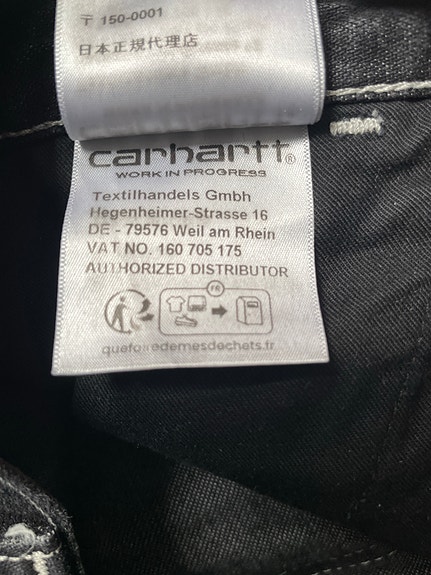 〒 150-0001
日本正規代理店
carhartt®
WORK IN PROGRESS
Textilhandels Gmbh
Hegenheimer-Strasse 16
DE - 79576 Weil am Rhein
VAT NO. 160 705 175
AUTHORIZED DISTRIBUTOR
FR
quefairedemesdechets.fr